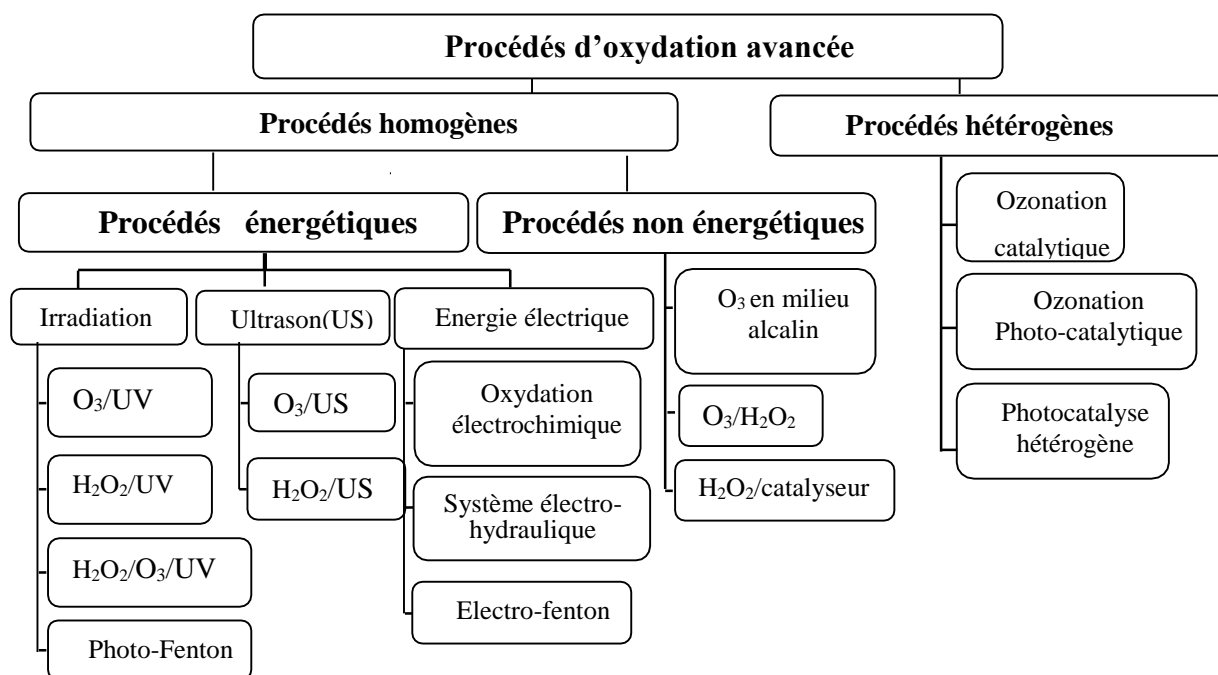 Procédés d’oxydation avancée
Procédés homogènes
Procédés hétérogènes
Procédés énergétiques
Procédés non énergétiques
Irradiation
O₃/UV
H₂O₂/UV
H₂O₂/O₃/UV
Photo-Fenton
Ultrason(US)
O₃/US
H₂O₂/US
Energie électrique
Oxydation
électrochimique
Système électro-
hydraulique
Electro-fenton
O₃ en milieu
alcalin
O₃/H₂O₂
H₂O₂/catalyseur
Ozonation
catalytique
Ozonation
Photo-catalytique
Photocatalyse
hétérogène